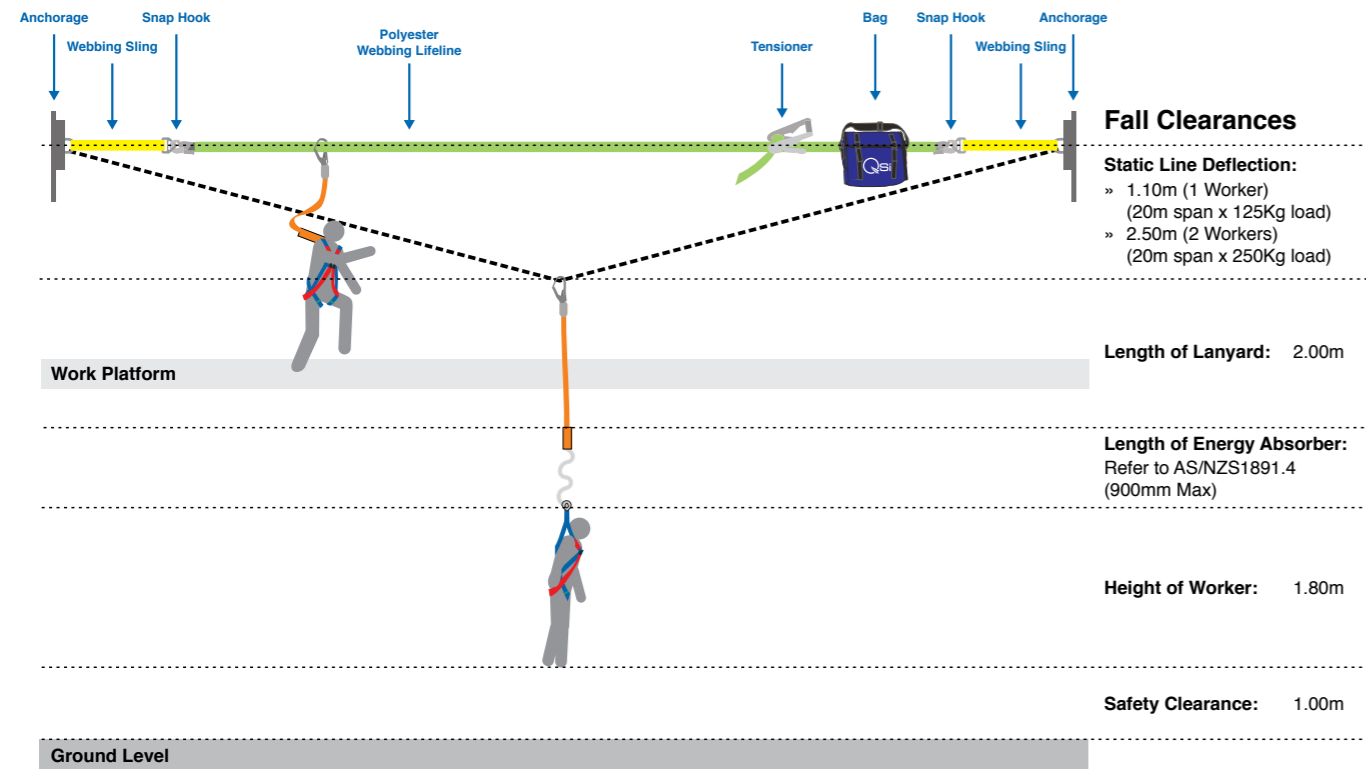 Anchorage
Snap Hook
Bag
Snap Hook
Anchorage
Webbing Sling
Polyester
Webbing Lifeline
Tensioner
Webbing Sling
Fall Clearances
Static Line Deflection:
» 1.10m (1 Worker)
(20m span x 125Kg load)
» 2.50m (2 Workers)
(20m span x 250Kg load)
QSi
Length of Lanyard: 2.00m
Work Platform
Length of Energy Absorber:
Refer to AS/NZS1891.4
(900mm Max)
Height of Worker: 1.80m
Safety Clearance: 1.00m
Ground Level